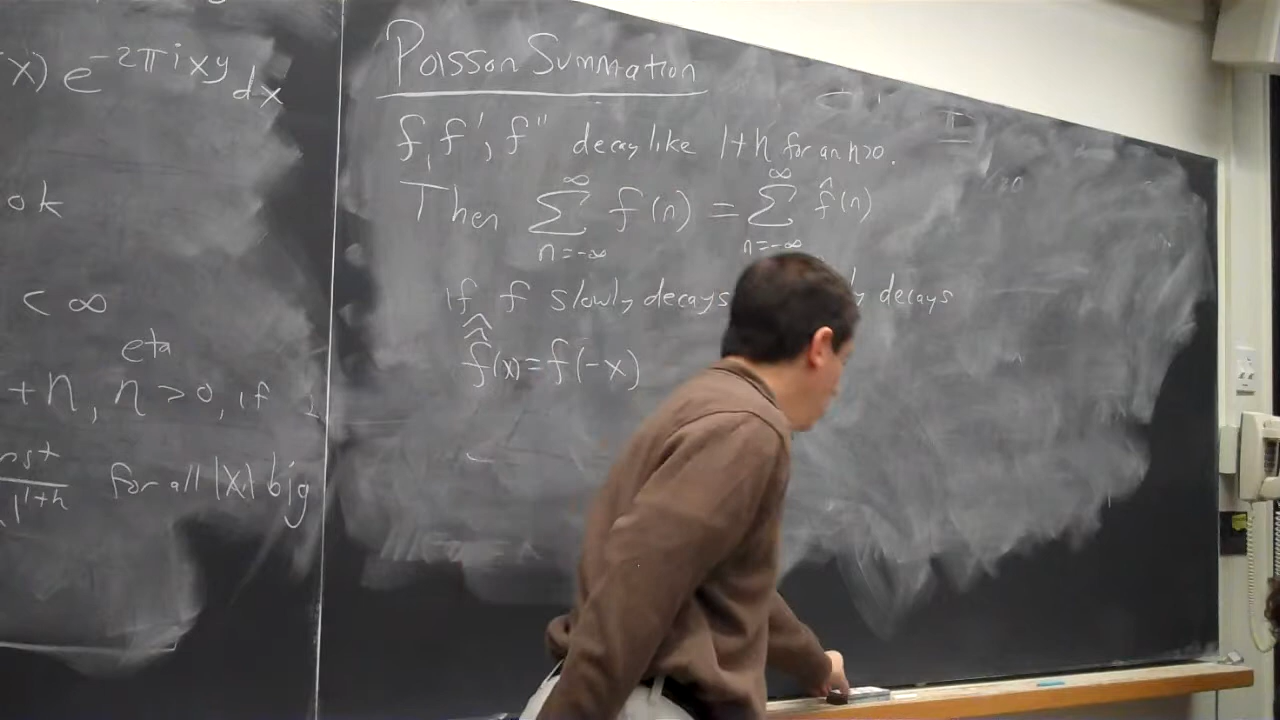 x) e^{-2πixy} dx
ok
< ∞
eta
+η, η>0, if
for all |x| big
1+η
Poisson Summation
f, f', f'' decay like 1+η for an η>0.
Then ∑_{n=-∞}^{∞} f(n) = ∑_{n=-∞}^{∞} f̂(n)
If f slowly decays decays
f̂̂(x) = f(-x)